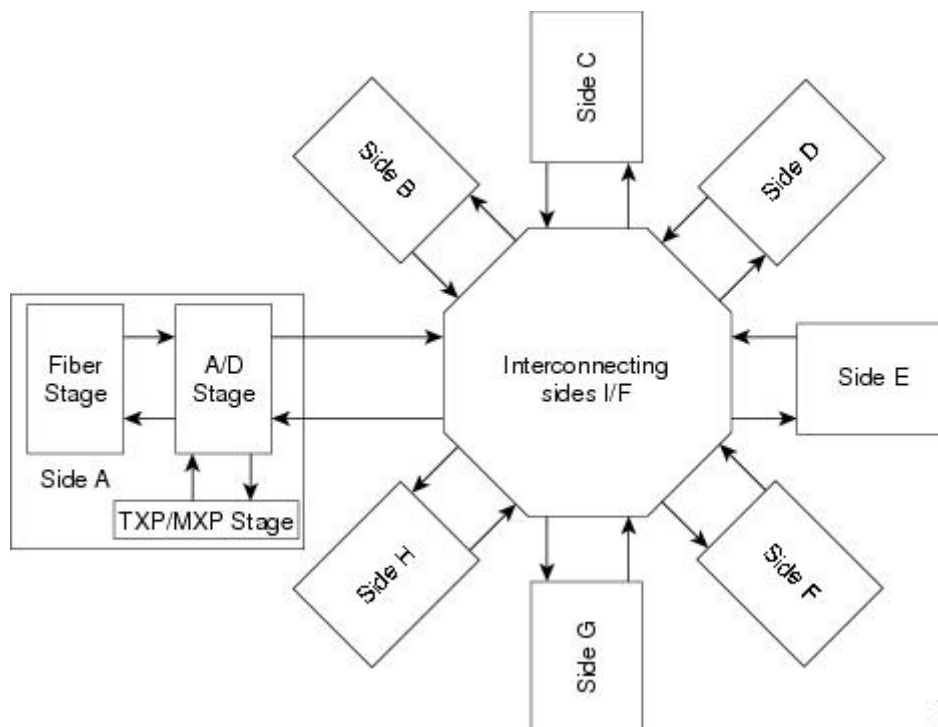 Side C
Side B
Side D
Fiber
Stage
A/D
Stage
Interconnecting
sides I/F
Side E
Side A
TXP/MXP Stage
Side H
Side F
Side G